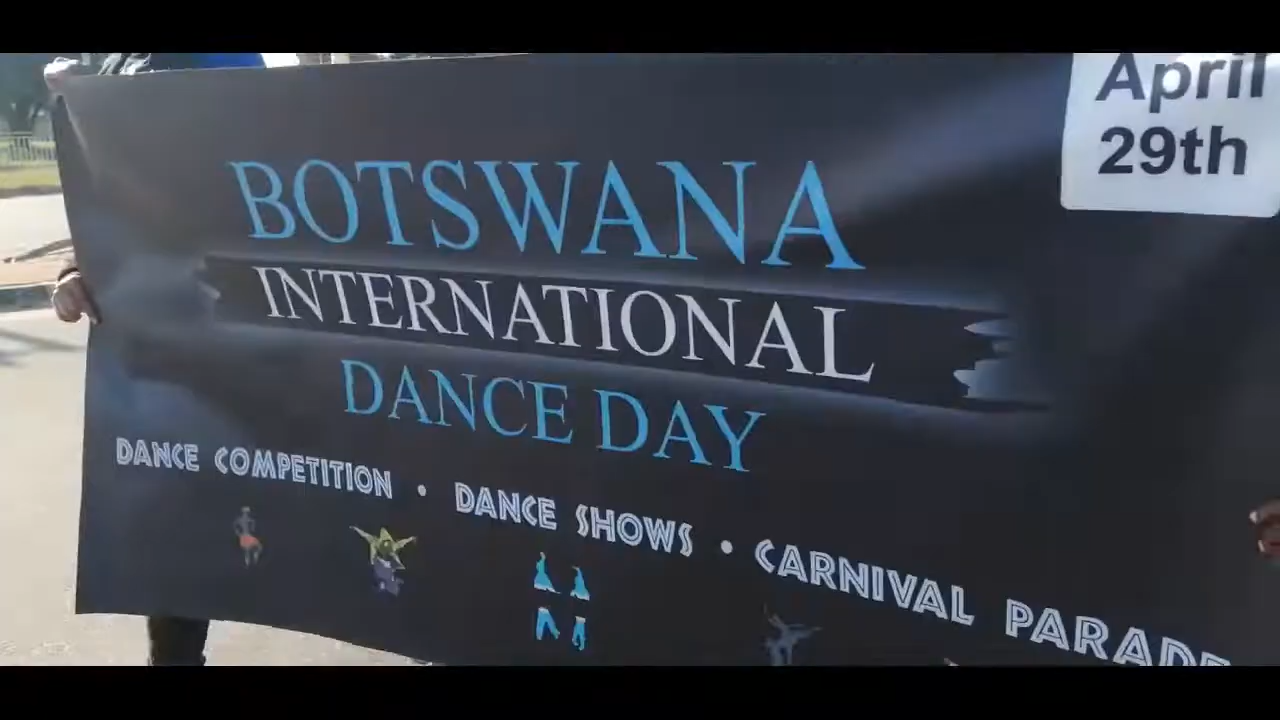 April
29th
BOTSWANA
INTERNATIONAL
DANCE DAY
DANCE COMPETITION • DANCE SHOWS • CARNIVAL PARADE